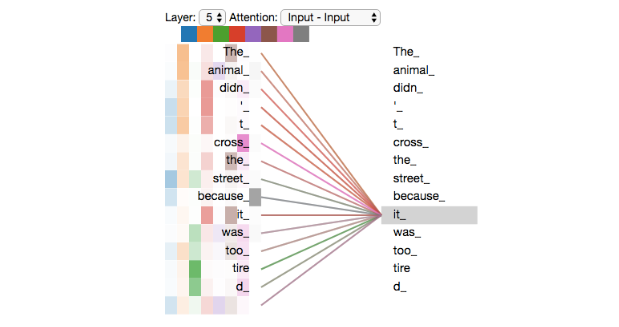 Layer: 5 Attention: Input - Input
The_ The_
animal_ animal_
didn_ didn_
'_ '_
t_ t_
cross_ cross_
the_ the_
street_ street_
because_ because_
it_ it_
was_ was_
too_ too_
tire tire
d_ d_